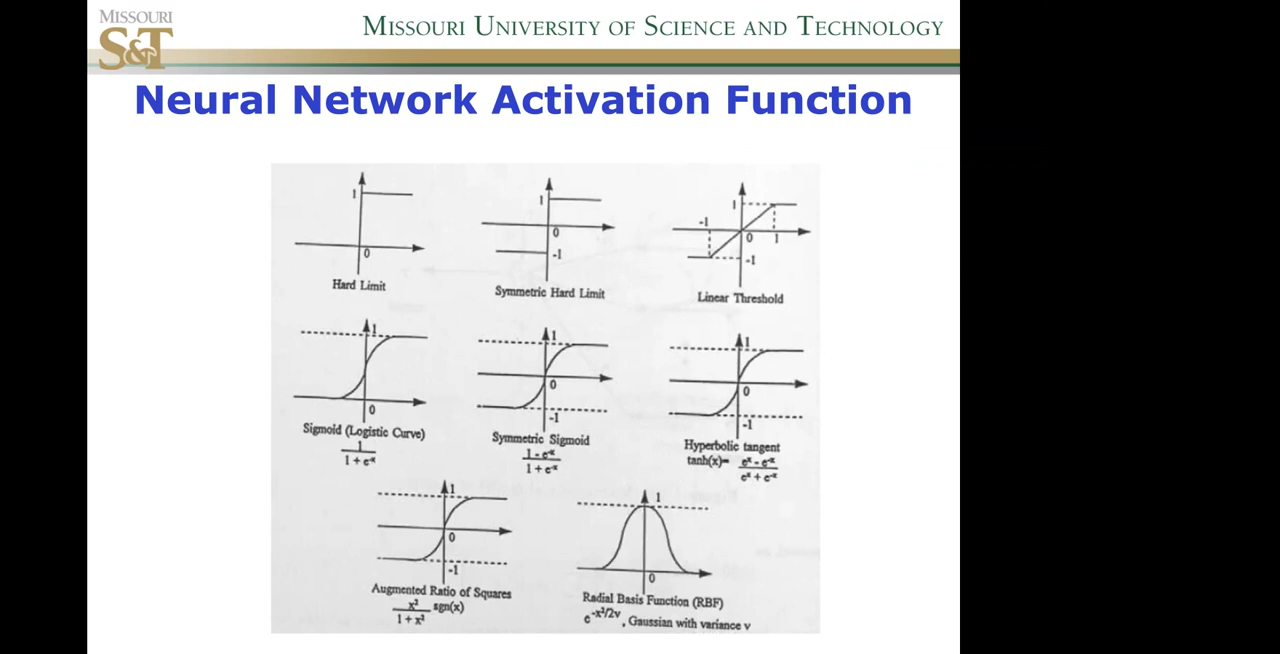 MISSOURI
S&T
MISSOURI UNIVERSITY OF SCIENCE AND TECHNOLOGY
Neural Network Activation Function
1
0
Hard Limit
1
0
-1
Symmetric Hard Limit
1
-1
0
1
-1
Linear Threshold
1
0
Sigmoid (Logistic Curve)
1
1 + e^-x
1
0
-1
Symmetric Sigmoid
1 - e^-x
1 + e^-x
1
0
-1
Hyperbolic tangent
tanh(x)= e^x - e^-x
e^x + e^-x
1
0
-1
Augmented Ratio of Squares
x² sgn(x)
1 + x²
1
0
Radial Basis Function (RBF)
e^-x²/2v , Gaussian with variance v